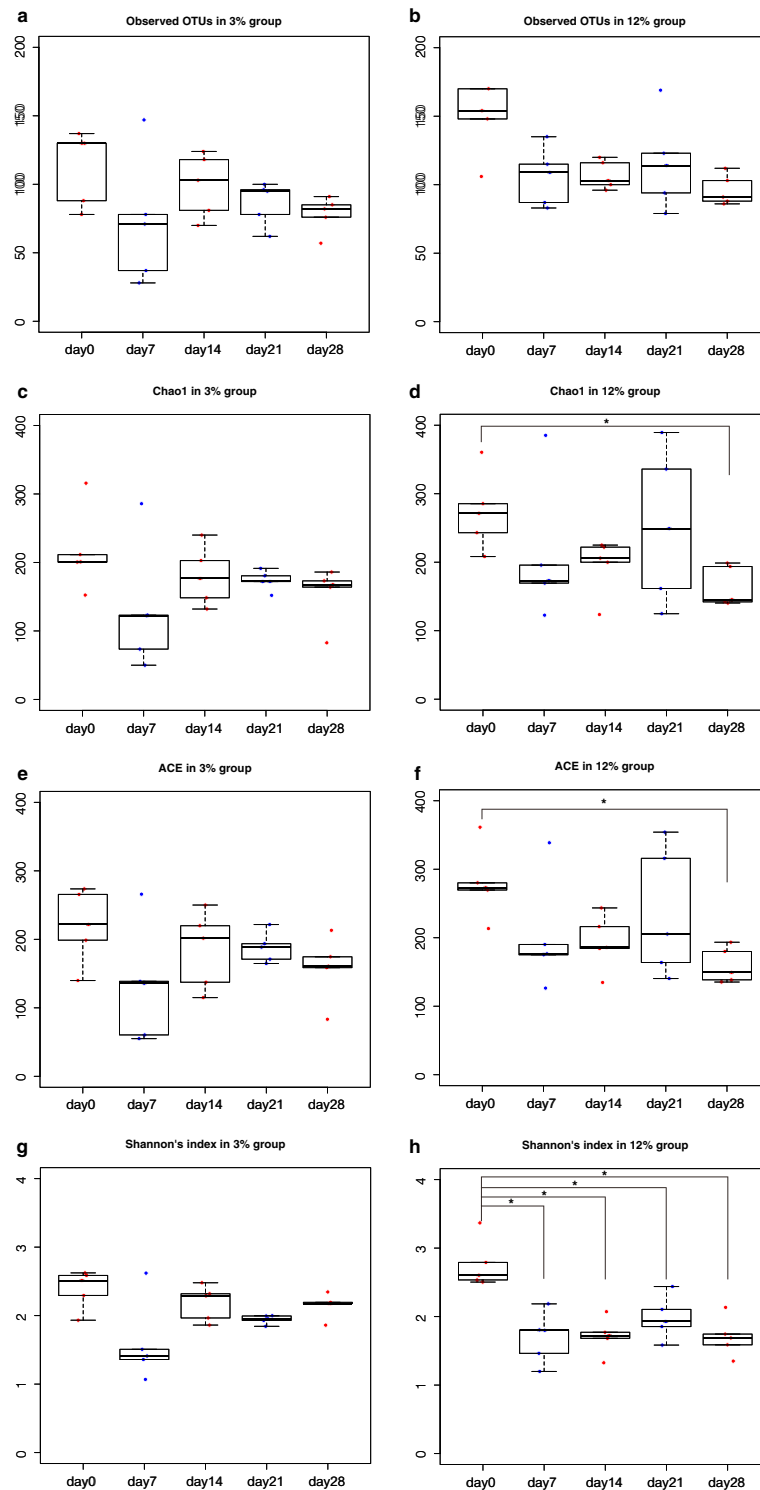 a
Observed OTUs in 3% group
200
150
100
50
0
day0 day7 day14 day21 day28
b
Observed OTUs in 12% group
200
150
100
50
0
day0 day7 day14 day21 day28
c
Chao1 in 3% group
400
300
200
100
0
day0 day7 day14 day21 day28
d
Chao1 in 12% group
*
400
300
200
100
0
day0 day7 day14 day21 day28
e
ACE in 3% group
400
300
200
100
0
day0 day7 day14 day21 day28
f
ACE in 12% group
*
400
300
200
100
0
day0 day7 day14 day21 day28
g
Shannon's index in 3% group
4
3
2
1
0
day0 day7 day14 day21 day28
h
Shannon's index in 12% group
*
*
*
*
4
3
2
1
0
day0 day7 day14 day21 day28